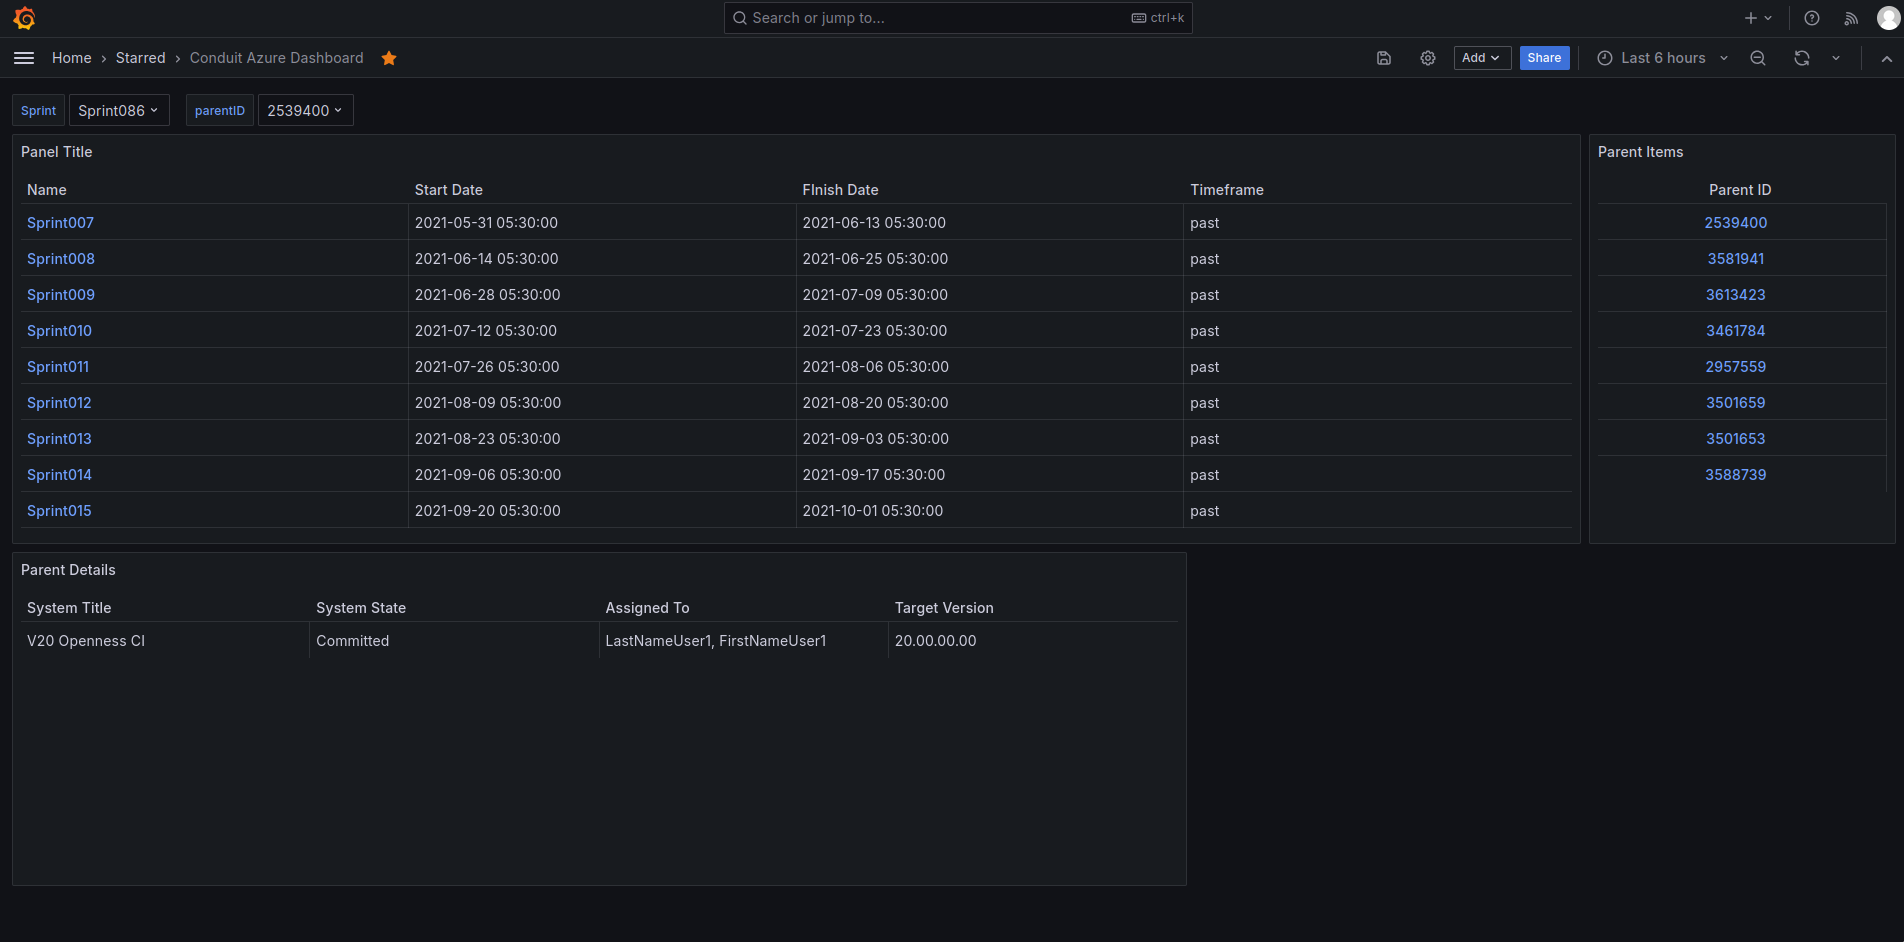 Search or jump to... ctrl+k
Home › Starred › Conduit Azure Dashboard
Add Share Last 6 hours
Sprint Sprint086 parentID 2539400
Panel Title
Name Start Date FInish Date Timeframe
Sprint007 2021-05-31 05:30:00 2021-06-13 05:30:00 past
Sprint008 2021-06-14 05:30:00 2021-06-25 05:30:00 past
Sprint009 2021-06-28 05:30:00 2021-07-09 05:30:00 past
Sprint010 2021-07-12 05:30:00 2021-07-23 05:30:00 past
Sprint011 2021-07-26 05:30:00 2021-08-06 05:30:00 past
Sprint012 2021-08-09 05:30:00 2021-08-20 05:30:00 past
Sprint013 2021-08-23 05:30:00 2021-09-03 05:30:00 past
Sprint014 2021-09-06 05:30:00 2021-09-17 05:30:00 past
Sprint015 2021-09-20 05:30:00 2021-10-01 05:30:00 past
Parent Items
Parent ID
2539400
3581941
3613423
3461784
2957559
3501659
3501653
3588739
Parent Details
System Title System State Assigned To Target Version
V20 Openness CI Committed LastNameUser1, FirstNameUser1 20.00.00.00